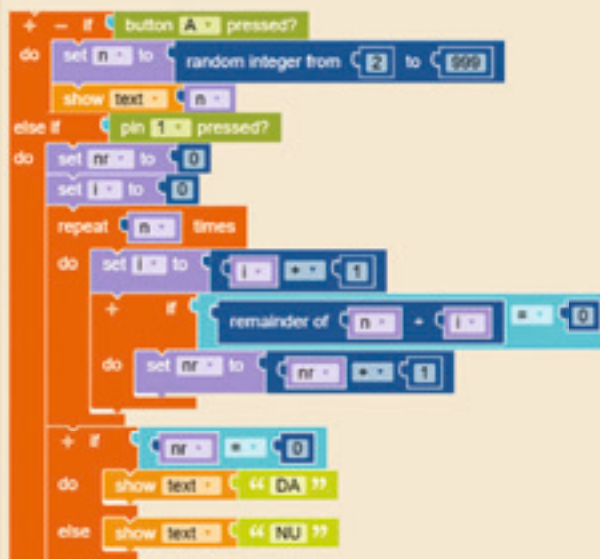 + - if button A pressed?
do set n to random integer from 2 to 999
show text n
else if pin 1 pressed?
do set nr to 0
set i to 0
repeat n times
do set i to i + 1
+ if remainder of n ÷ i = 0
do set nr to nr + 1
+ if nr = 0
do show text “ DA ”
else show text “ NU ”